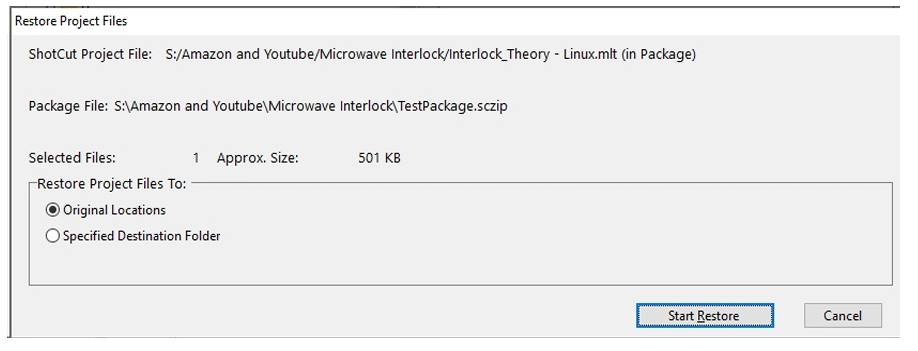 Restore Project Files
ShotCut Project File: S:/Amazon and Youtube/Microwave Interlock/Interlock_Theory - Linux.mlt (in Package)
Package File: S:\Amazon and Youtube\Microwave Interlock\TestPackage.sczip
Selected Files: 1 Approx. Size: 501 KB
Restore Project Files To:
Original Locations
Specified Destination Folder
Start Restore Cancel